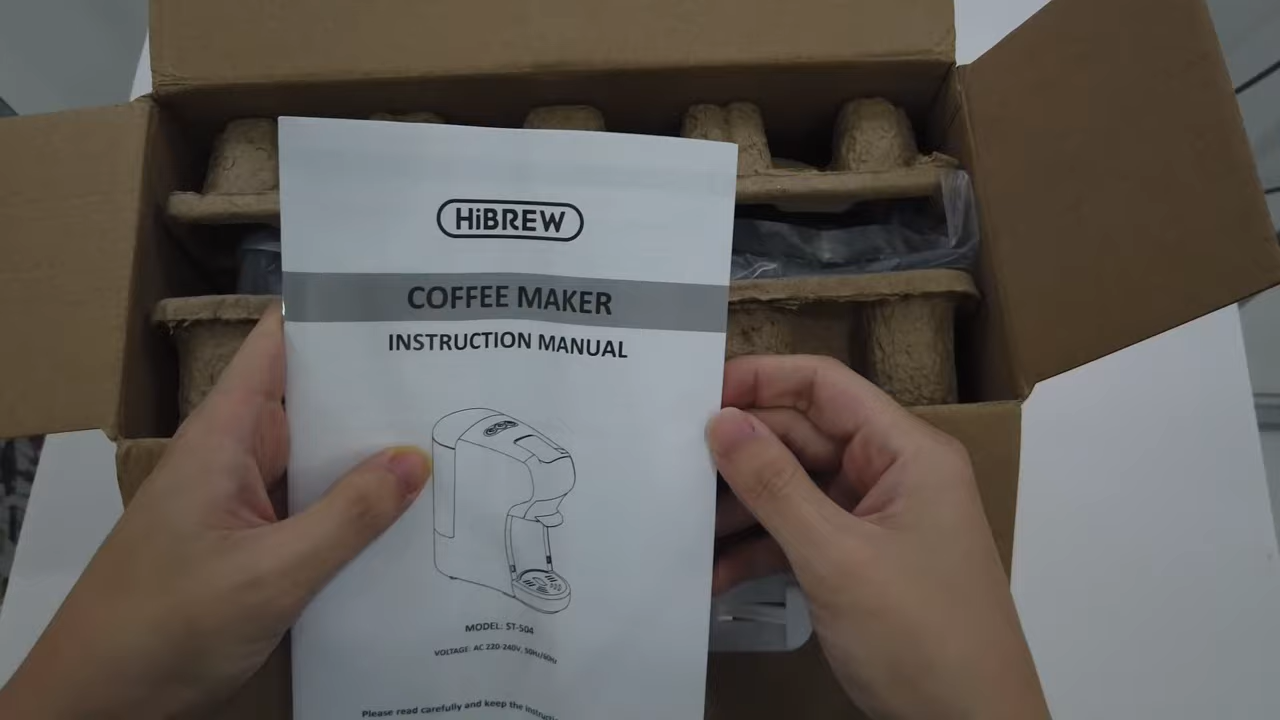 HiBREW
COFFEE MAKER
INSTRUCTION MANUAL
MODEL: ST-504
VOLTAGE: AC 220-240V, 50Hz/60Hz
Please read carefully and keep the